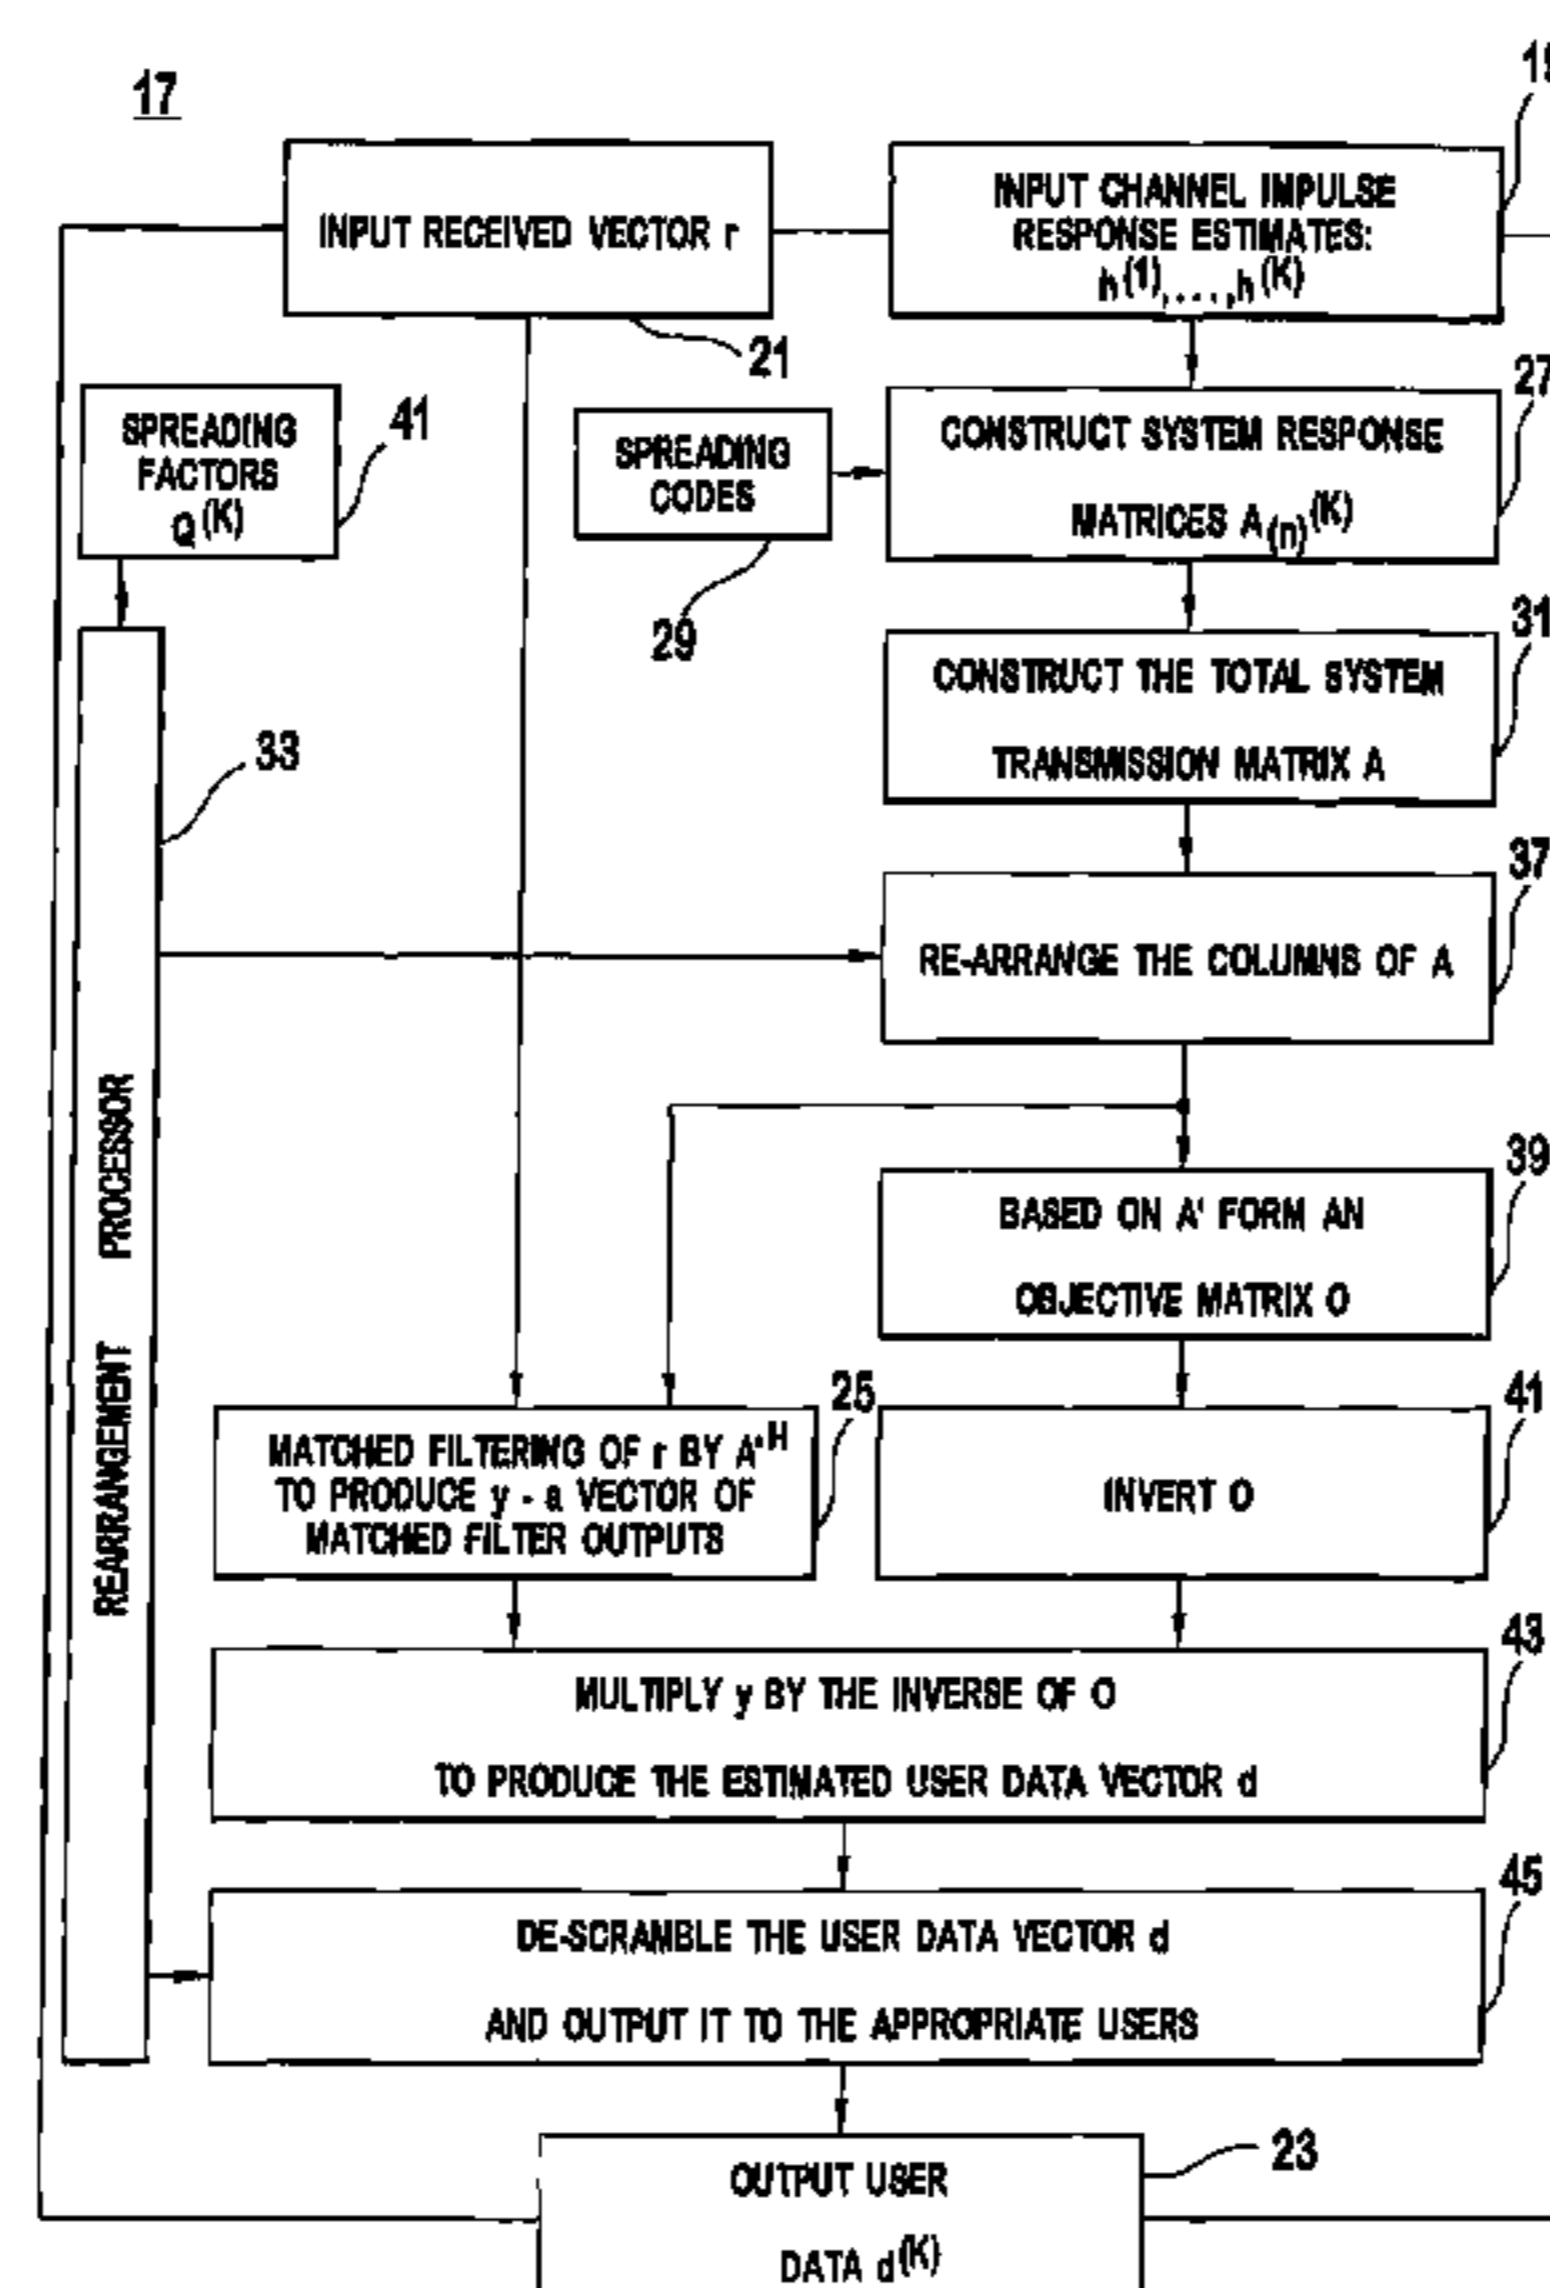 17
19
INPUT RECEIVED VECTOR r
INPUT CHANNEL IMPULSE
RESPONSE ESTIMATES:
h(1), . . . ,h(K)
21
27
SPREADING
FACTORS
Q(K)
41
SPREADING
CODES
29
CONSTRUCT SYSTEM RESPONSE
MATRICES A(n)(K)
31
CONSTRUCT THE TOTAL SYSTEM
TRANSMISSION MATRIX A
33
37
RE-ARRANGE THE COLUMNS OF A
REARRANGEMENT PROCESSOR
39
BASED ON A' FORM AN
OBJECTIVE MATRIX O
25
41
MATCHED FILTERING OF r BY A'H
TO PRODUCE y - a VECTOR OF
MATCHED FILTER OUTPUTS
INVERT O
43
MULTIPLY y BY THE INVERSE OF O
TO PRODUCE THE ESTIMATED USER DATA VECTOR d
45
DE-SCRAMBLE THE USER DATA VECTOR d
AND OUTPUT IT TO THE APPROPRIATE USERS
23
OUTPUT USER
DATA d(K)